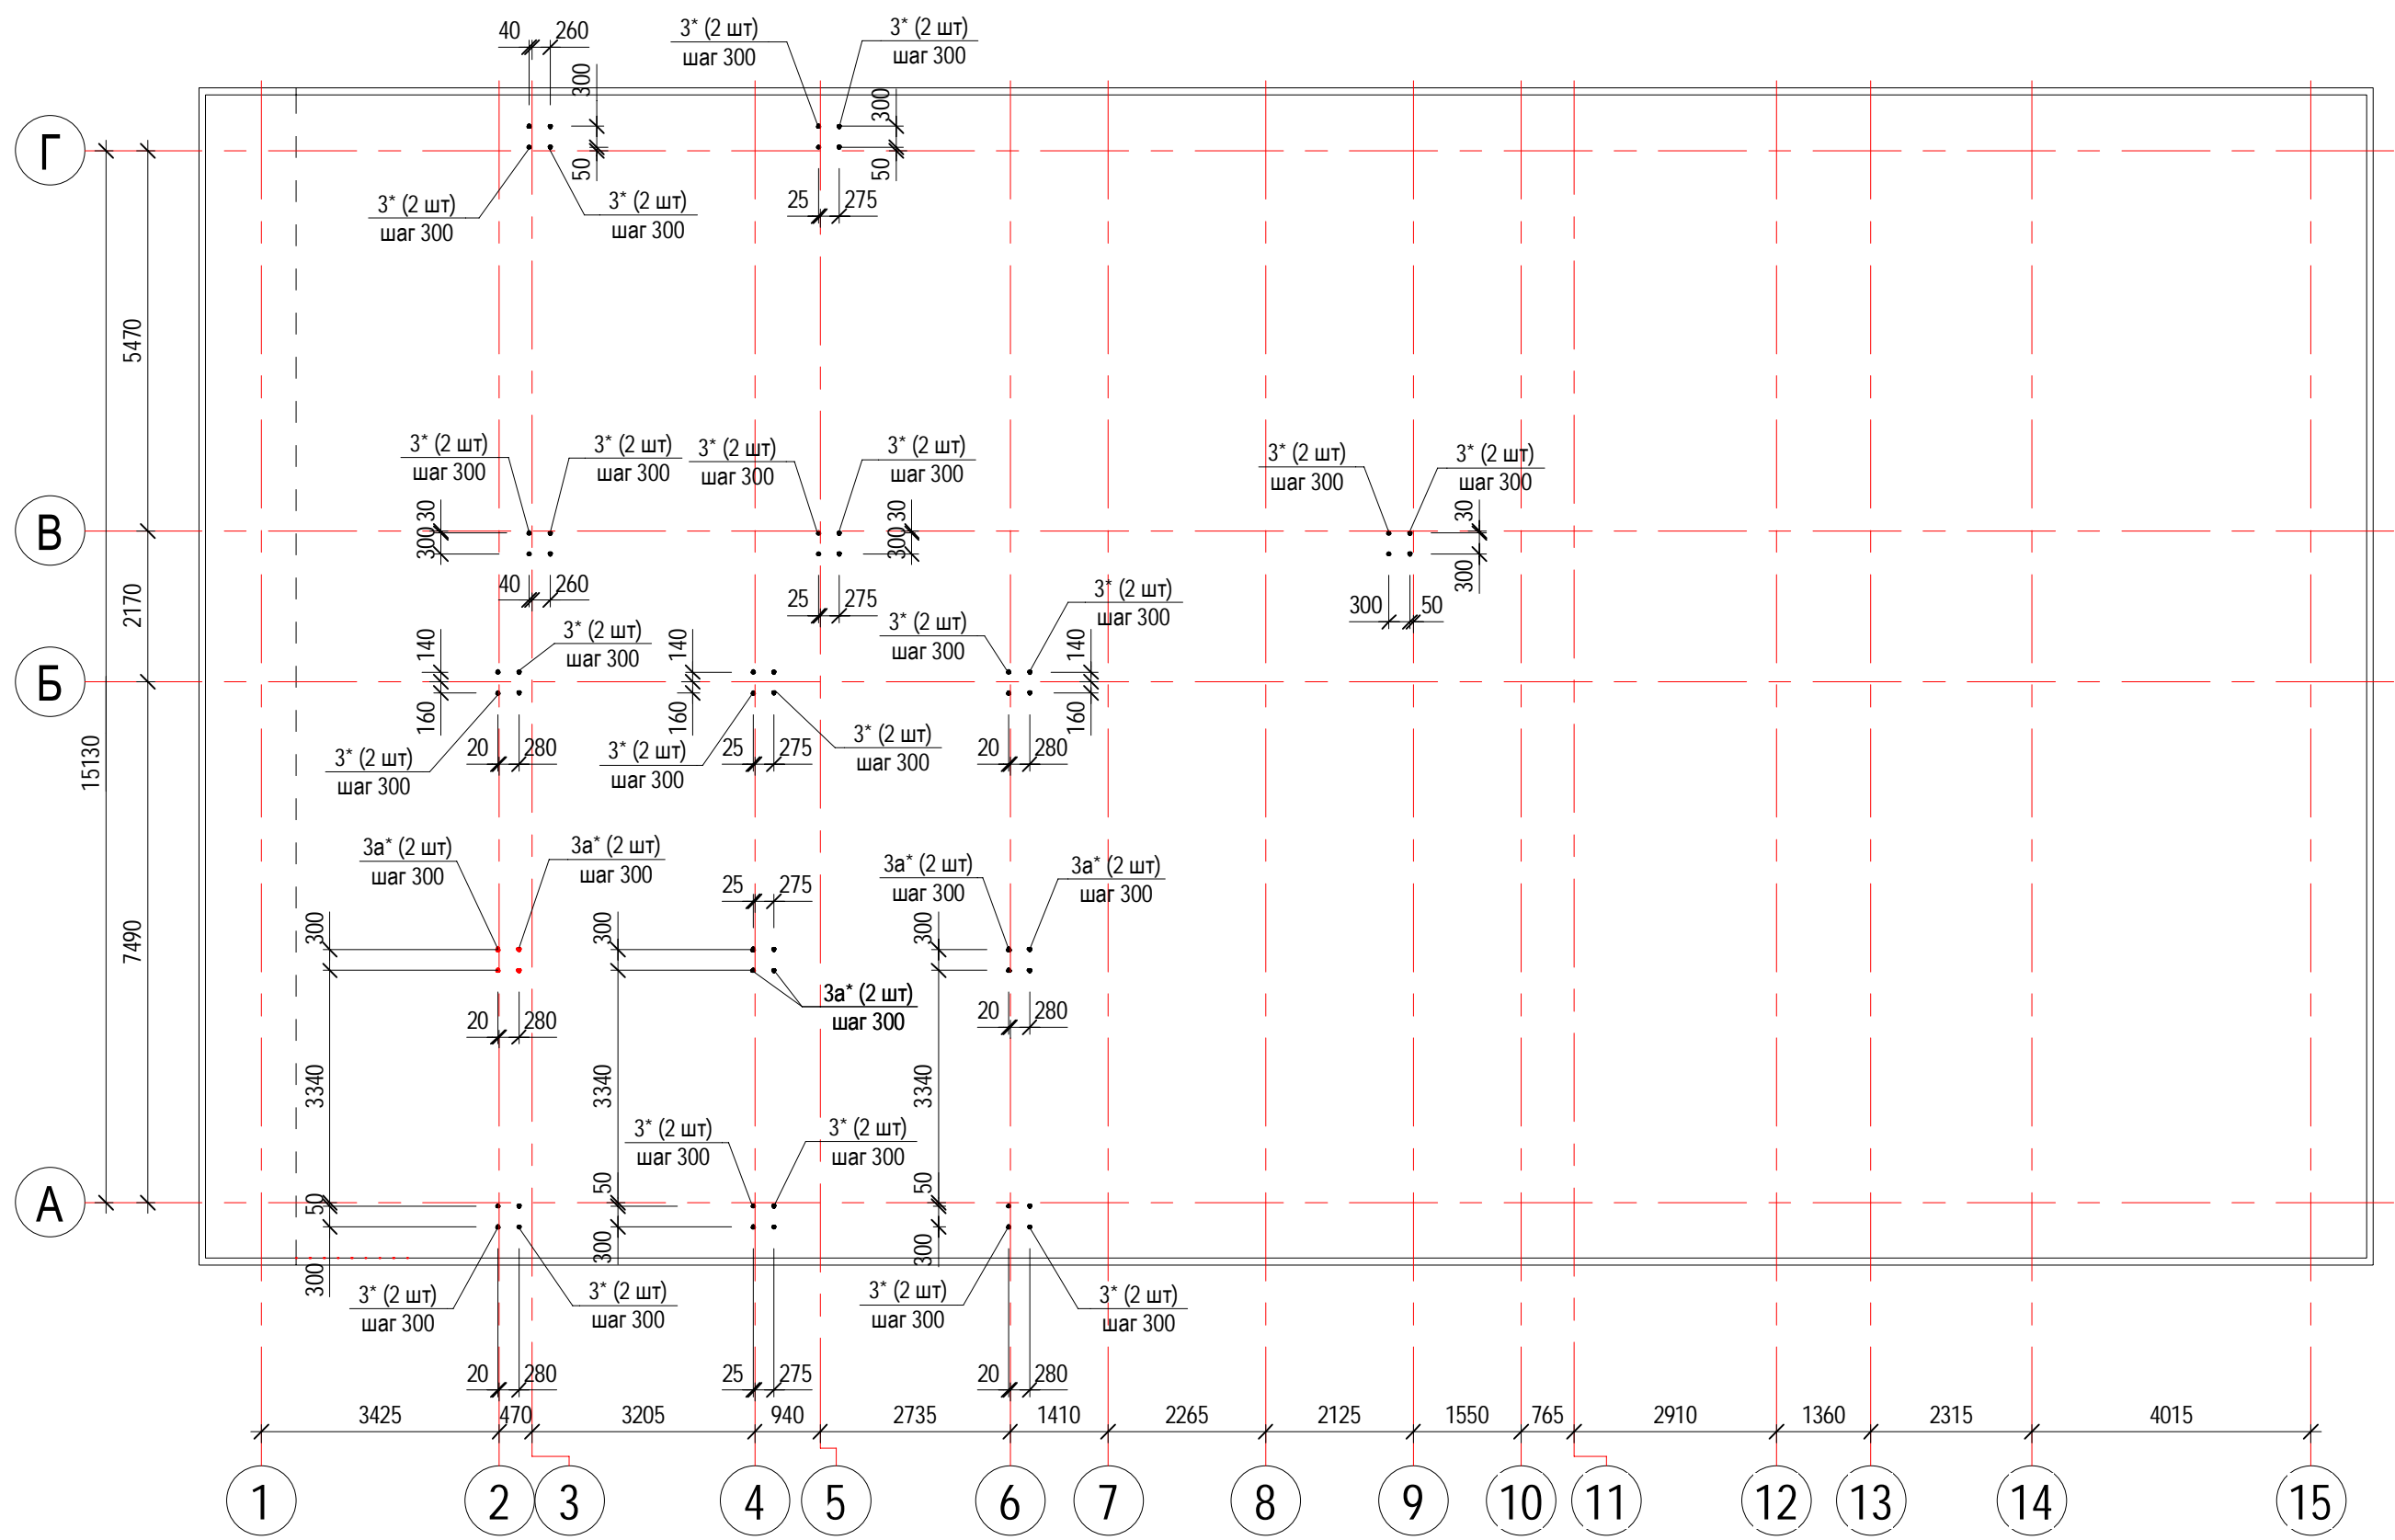 40 260
3* (2 шт)
шаг 300
3* (2 шт)
шаг 300
300
50
300
50
Г
3* (2 шт)
шаг 300
3* (2 шт)
шаг 300
25 275
5470
3* (2 шт)
шаг 300
3* (2 шт)
шаг 300
3* (2 шт)
шаг 300
3* (2 шт)
шаг 300
3* (2 шт)
шаг 300
3* (2 шт)
шаг 300
В
30
300
30
300
30
300
40 260
25 275
300 50
2170
3* (2 шт)
шаг 300
3* (2 шт)
шаг 300
3* (2 шт)
шаг 300
Б
140
160
140
160
140
160
20 280
25 275
20 280
3* (2 шт)
шаг 300
3* (2 шт)
шаг 300
3* (2 шт)
шаг 300
15130
7490
3а* (2 шт)
шаг 300
3а* (2 шт)
шаг 300
25 275
3а* (2 шт)
шаг 300
3а* (2 шт)
шаг 300
300
300
300
3а* (2 шт)
шаг 300
20 280
20 280
3340
3340
3340
3* (2 шт)
шаг 300
3* (2 шт)
шаг 300
А
50
300
50
300
50
300
3* (2 шт)
шаг 300
3* (2 шт)
шаг 300
3* (2 шт)
шаг 300
3* (2 шт)
шаг 300
20 280
25 275
20 280
3425 470 3205 940 2735 1410 2265 2125 1550 765 2910 1360 2315 4015
1 2 3 4 5 6 7 8 9 10 11 12 13 14 15